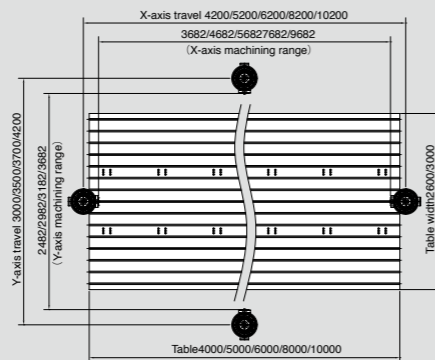 X-axis travel 4200/5200/6200/8200/10200
3682/4682/56827682/9682
(X-axis machining range)
Y-axis travel 3000/3500/3700/4200
2482/2982/3182/3682
(Y-axis machining range)
Table width2600/3000
Table4000/5000/6000/8000/10000